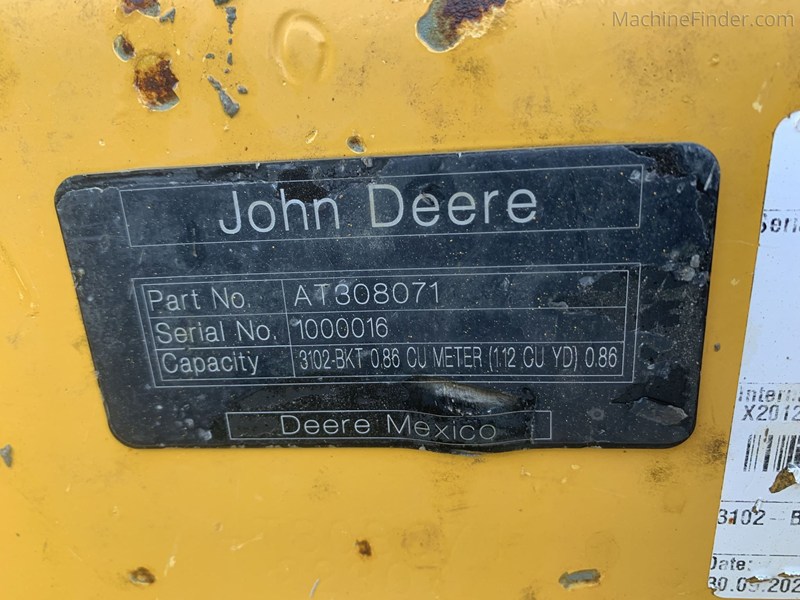 MachineFinder.com
John Deere
Part No. AT308071
Serial No. 1000016
Capacity 3102-BKT 0.86 CU METER (1.12 CU YD) 0.86
Deere Mexico
X2012
3102- B
Date: